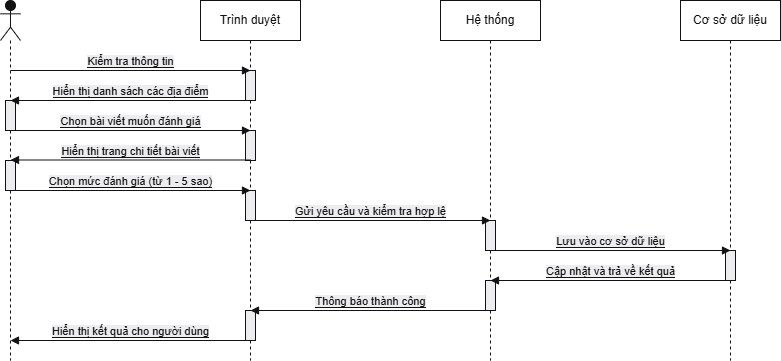 Trình duyệt
Hệ thống
Cơ sở dữ liệu
Kiểm tra thông tin
Hiển thị danh sách các địa điểm
Chọn bài viết muốn đánh giá
Hiển thị trang chi tiết bài viết
Chọn mức đánh giá (từ 1 - 5 sao)
Gửi yêu cầu và kiểm tra hợp lệ
Lưu vào cơ sở dữ liệu
Cập nhật và trả về kết quả
Thông báo thành công
Hiển thị kết quả cho người dùng